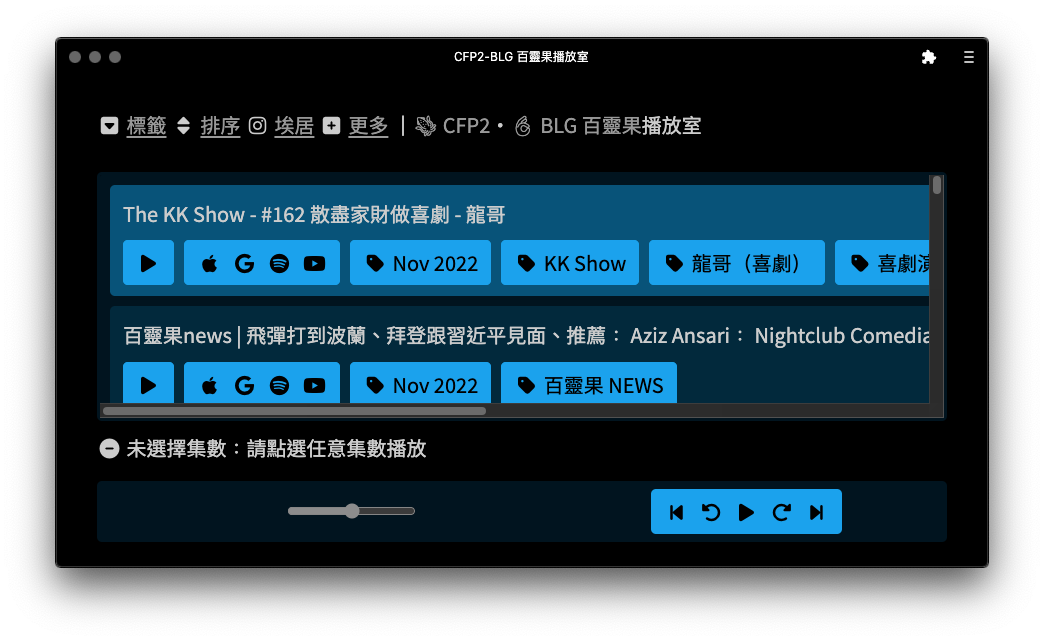 CFP2-BLG 百靈果播放室
標籤 排序 埃居 更多 | CFP2 • BLG 百靈果播放室
The KK Show - #162 散盡家財做喜劇 - 龍哥
Nov 2022 KK Show 龍哥（喜劇） 喜劇演
百靈果news | 飛彈打到波蘭、拜登跟習近平見面、推薦： Aziz Ansari： Nightclub Comedia
Nov 2022 百靈果 NEWS
未選擇集數：請點選任意集數播放